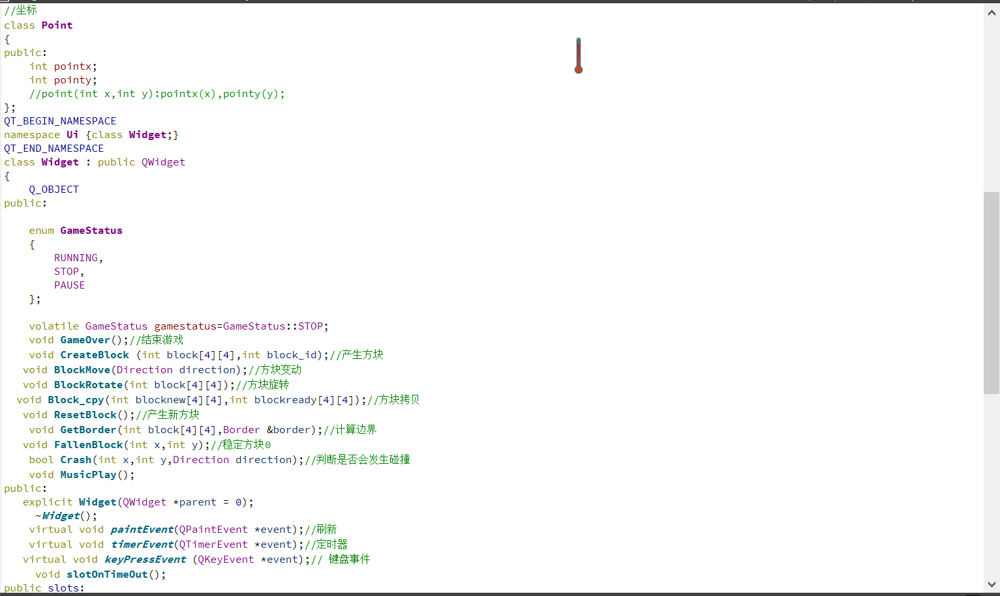 //坐标
class Point
{
public:
    int pointx;
    int pointy;
    //point(int x,int y):pointx(x),pointy(y);
};
QT_BEGIN_NAMESPACE
namespace Ui {class Widget;}
QT_END_NAMESPACE
class Widget : public QWidget
{
    Q_OBJECT
public:

    enum GameStatus
    {
        RUNNING,
        STOP,
        PAUSE
    };

    volatile GameStatus gamestatus=GameStatus::STOP;
    void GameOver();//结束游戏
    void CreateBlock (int block[4][4],int block_id);//产生方块
   void BlockMove(Direction direction);//方块变动
   void BlockRotate(int block[4][4]);//方块旋转
  void Block_cpy(int blocknew[4][4],int blockready[4][4]);//方块拷贝
   void ResetBlock();//产生新方块
    void GetBorder(int block[4][4],Border &border);//计算边界
   void FallenBlock(int x,int y);//稳定方块0
    bool Crash(int x,int y,Direction direction);//判断是否会发生碰撞
    void MusicPlay();
public:
   explicit Widget(QWidget *parent = 0);
     ~Widget();
    virtual void paintEvent(QPaintEvent *event);//刷新
    virtual void timerEvent(QTimerEvent *event);//定时器
   virtual void keyPressEvent (QKeyEvent *event);// 键盘事件
     void slotOnTimeOut();
public slots: